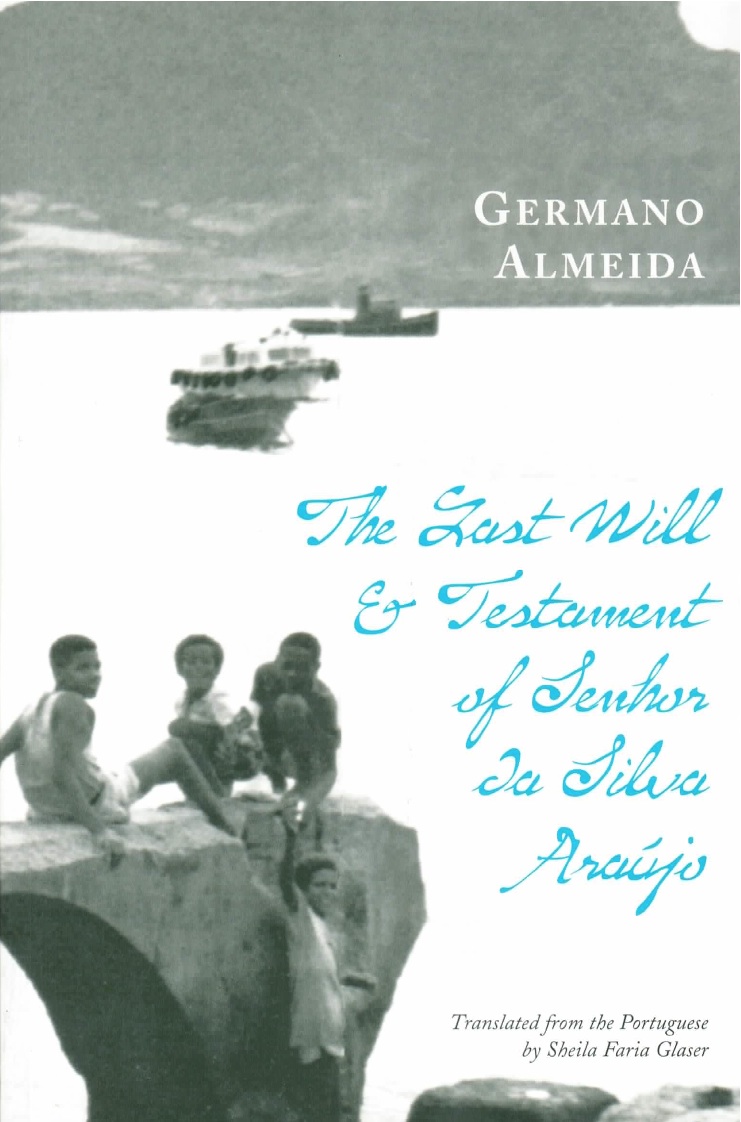 GERMANO
ALMEIDA
The Last Will
& Testament
of Senhor
da Silva
Araújo
Translated from the Portuguese
by Sheila Faria Glaser